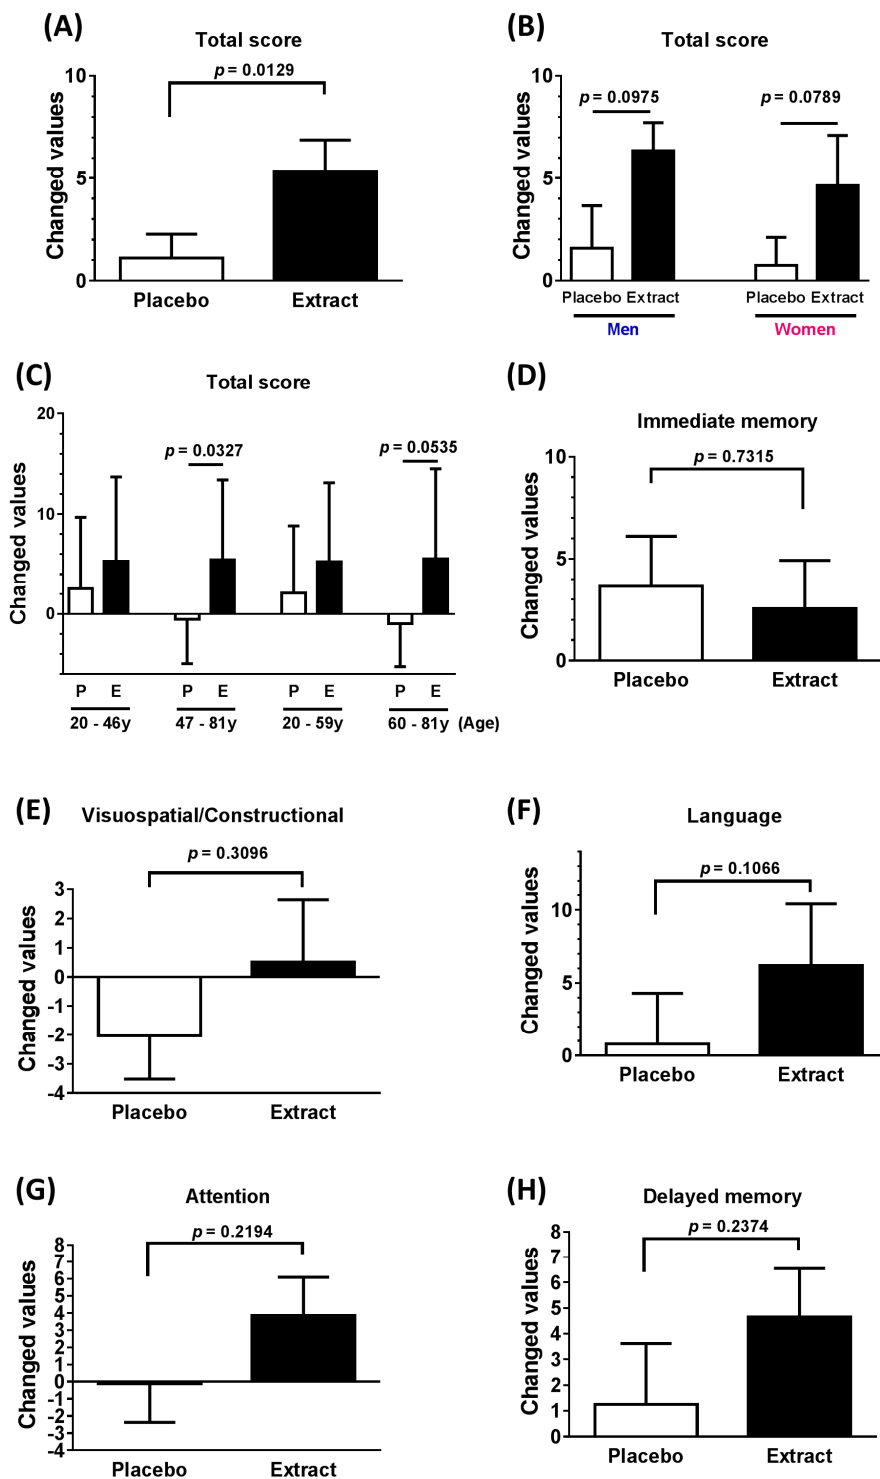 (A)
Total score
p = 0.0129
Changed values
10
5
0
Placebo Extract
(B)
Total score
p = 0.0975 p = 0.0789
Changed values
10
5
0
Placebo Extract Placebo Extract
Men Women
(C)
Total score
p = 0.0327 p = 0.0535
Changed values
20
10
0
P E P E P E P E
20 - 46y 47 - 81y 20 - 59y 60 - 81y (Age)
(D)
Immediate memory
p = 0.7315
Changed values
10
5
0
Placebo Extract
(E)
Visuospatial/Constructional
p = 0.3096
Changed values
3
2
1
0
-1
-2
-3
-4
Placebo Extract
(F)
Language
p = 0.1066
Changed values
10
5
0
Placebo Extract
(G)
Attention
p = 0.2194
Changed values
8
7
6
5
4
3
2
1
0
-1
-2
-3
-4
Placebo Extract
(H)
Delayed memory
p = 0.2374
Changed values
8
7
6
5
4
3
2
1
0
Placebo Extract